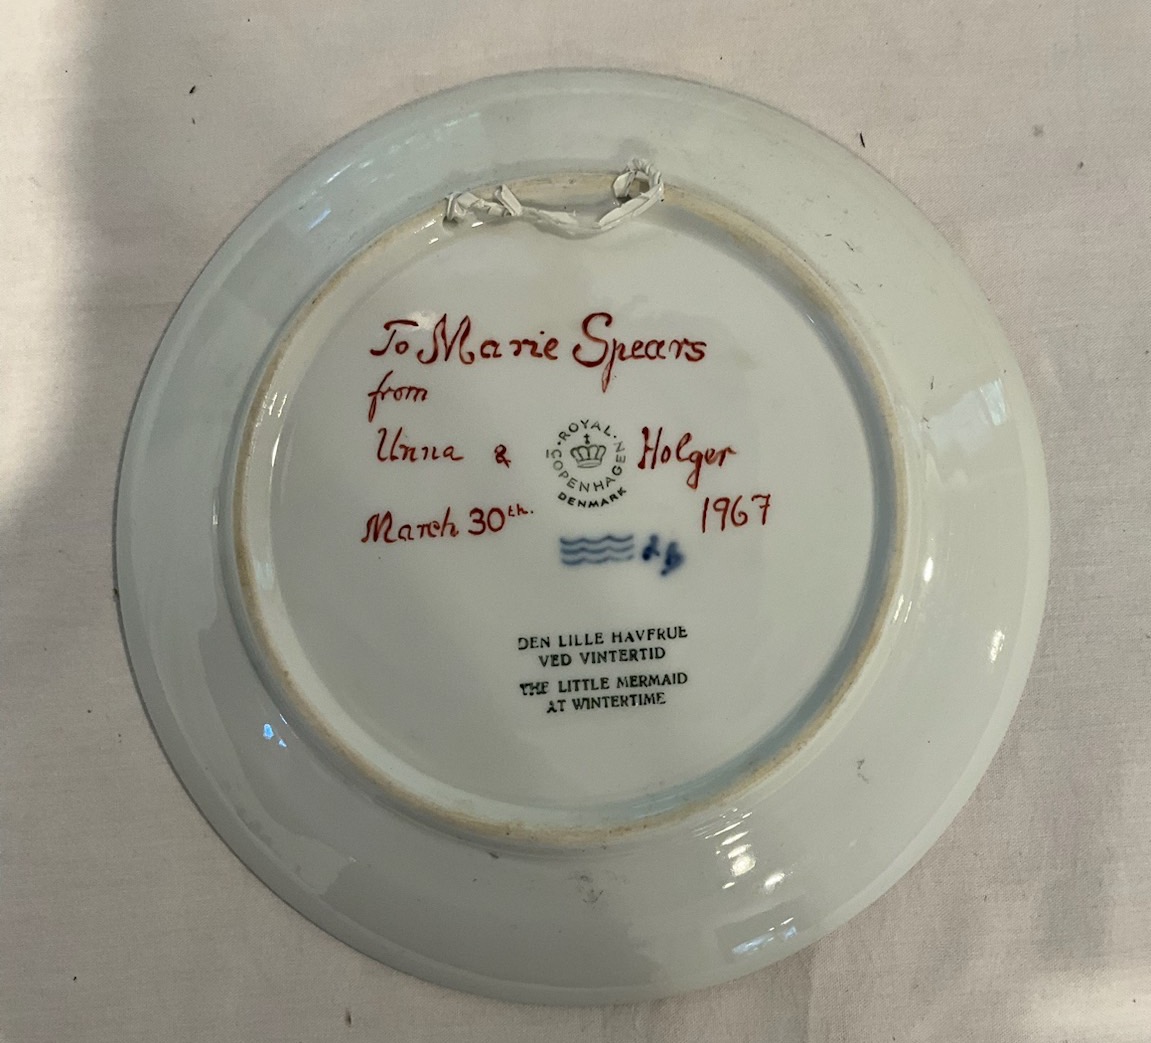 To Marie Spears
from
Unna & Holger
March 30th. 1967
ROYAL COPENHAGEN
DENMARK
DEN LILLE HAVFRUE
VED VINTERTID
THE LITTLE MERMAID
AT WINTERTIME